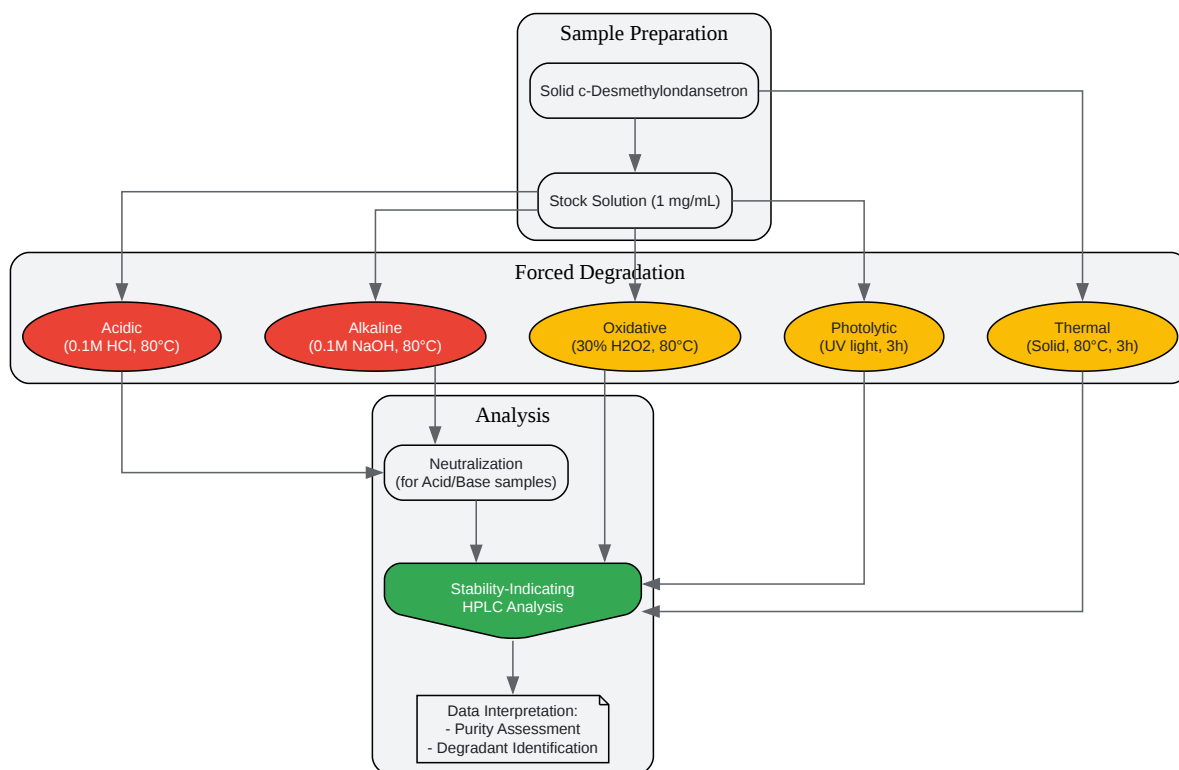 Sample Preparation
Solid c-Desmethylondansetron
Stock Solution (1 mg/mL)
Forced Degradation
Acidic
(0.1M HCl, 80°C)
Alkaline
(0.1M NaOH, 80°C)
Oxidative
(30% H2O2, 80°C)
Photolytic
(UV light, 3h)
Thermal
(Solid, 80°C, 3h)
Analysis
Neutralization
(for Acid/Base samples)
Stability-Indicating
HPLC Analysis
Data Interpretation:
- Purity Assessment
- Degradant Identification